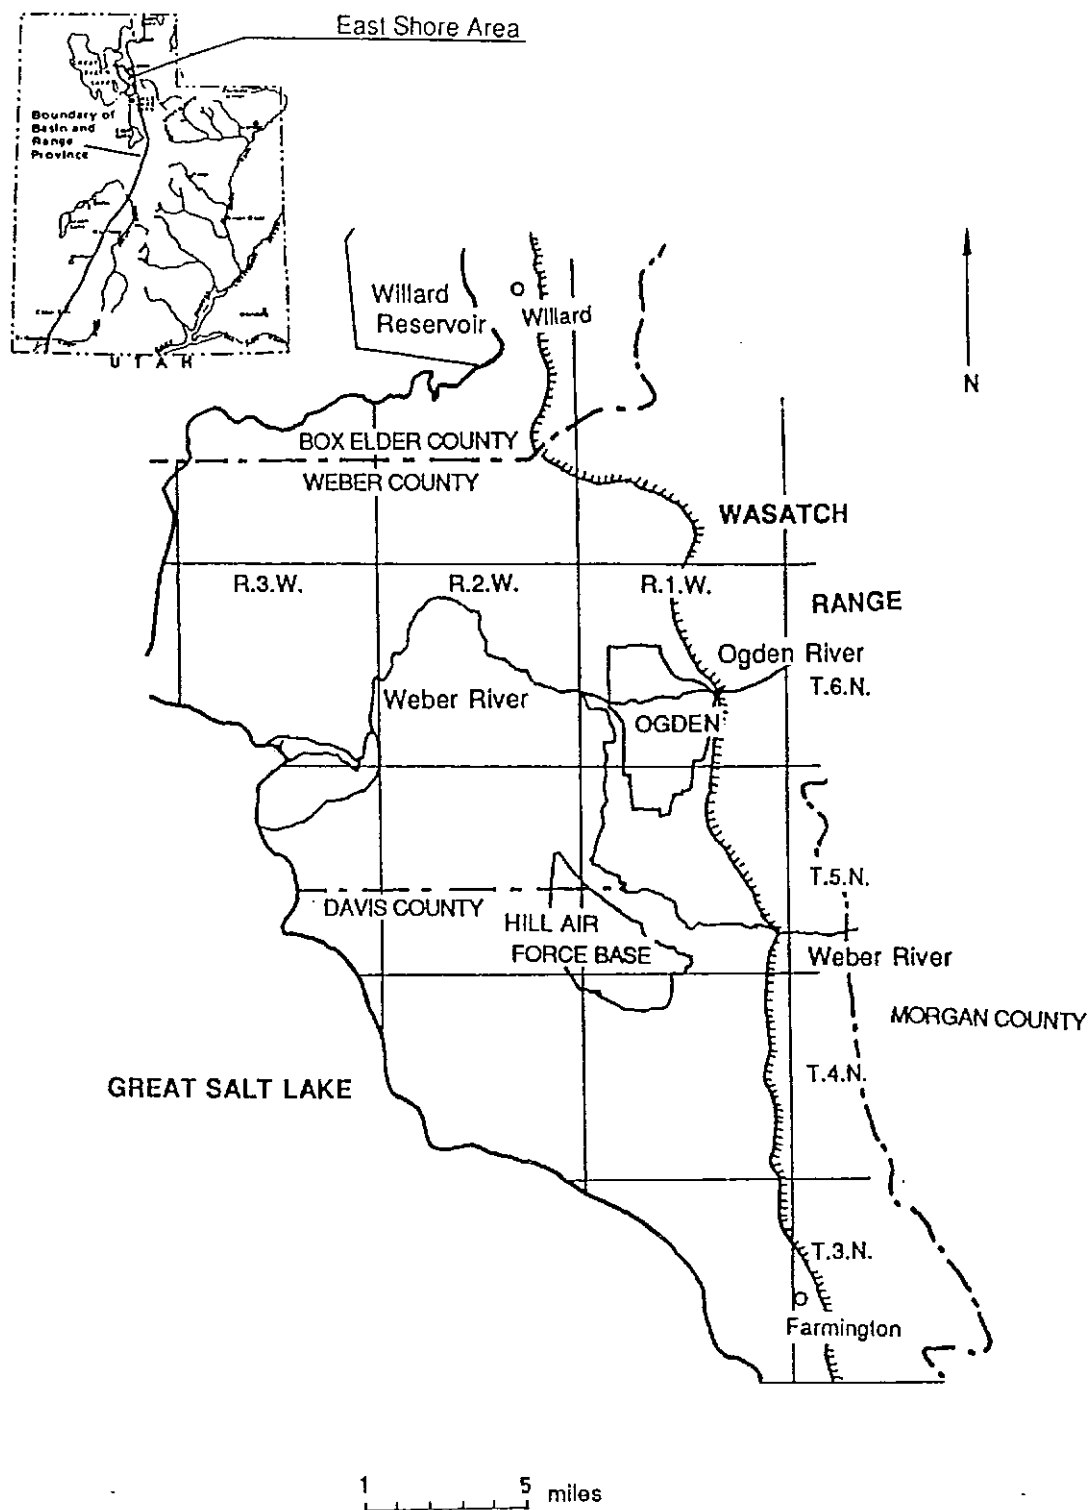 East Shore Area
Boundary of
Basin and
Range
Province
UTAH
Willard
Reservoir
Willard
N
BOX ELDER COUNTY
WEBER COUNTY
WASATCH
R.3.W.
R.2.W.
R.1.W.
RANGE
Ogden River
T.6.N.
Weber River
OGDEN
T.5.N.
DAVIS COUNTY
HILL AIR
FORCE BASE
Weber River
MORGAN COUNTY
T.4.N.
GREAT SALT LAKE
T.3.N.
Farmington
1 5 miles